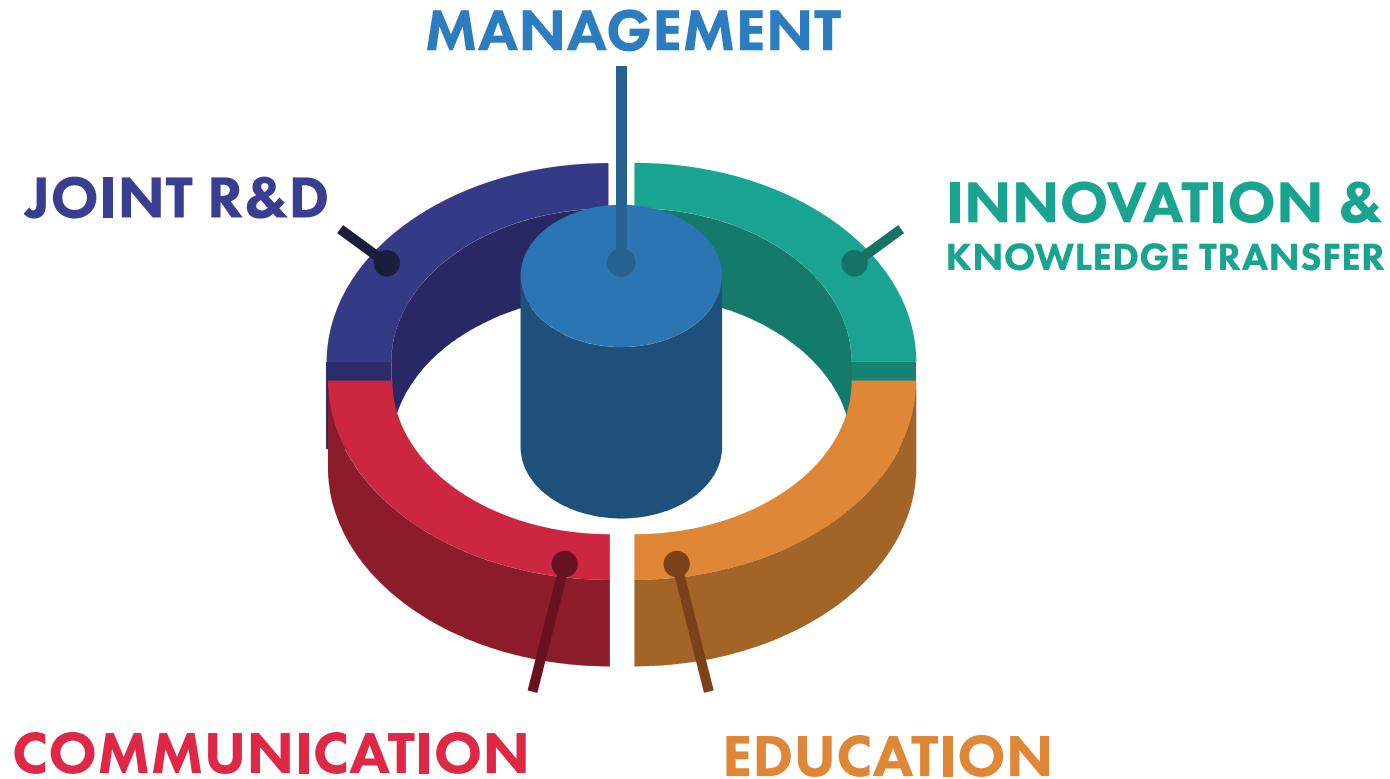 MANAGEMENT
JOINT R&D
INNOVATION &
KNOWLEDGE TRANSFER
COMMUNICATION
EDUCATION